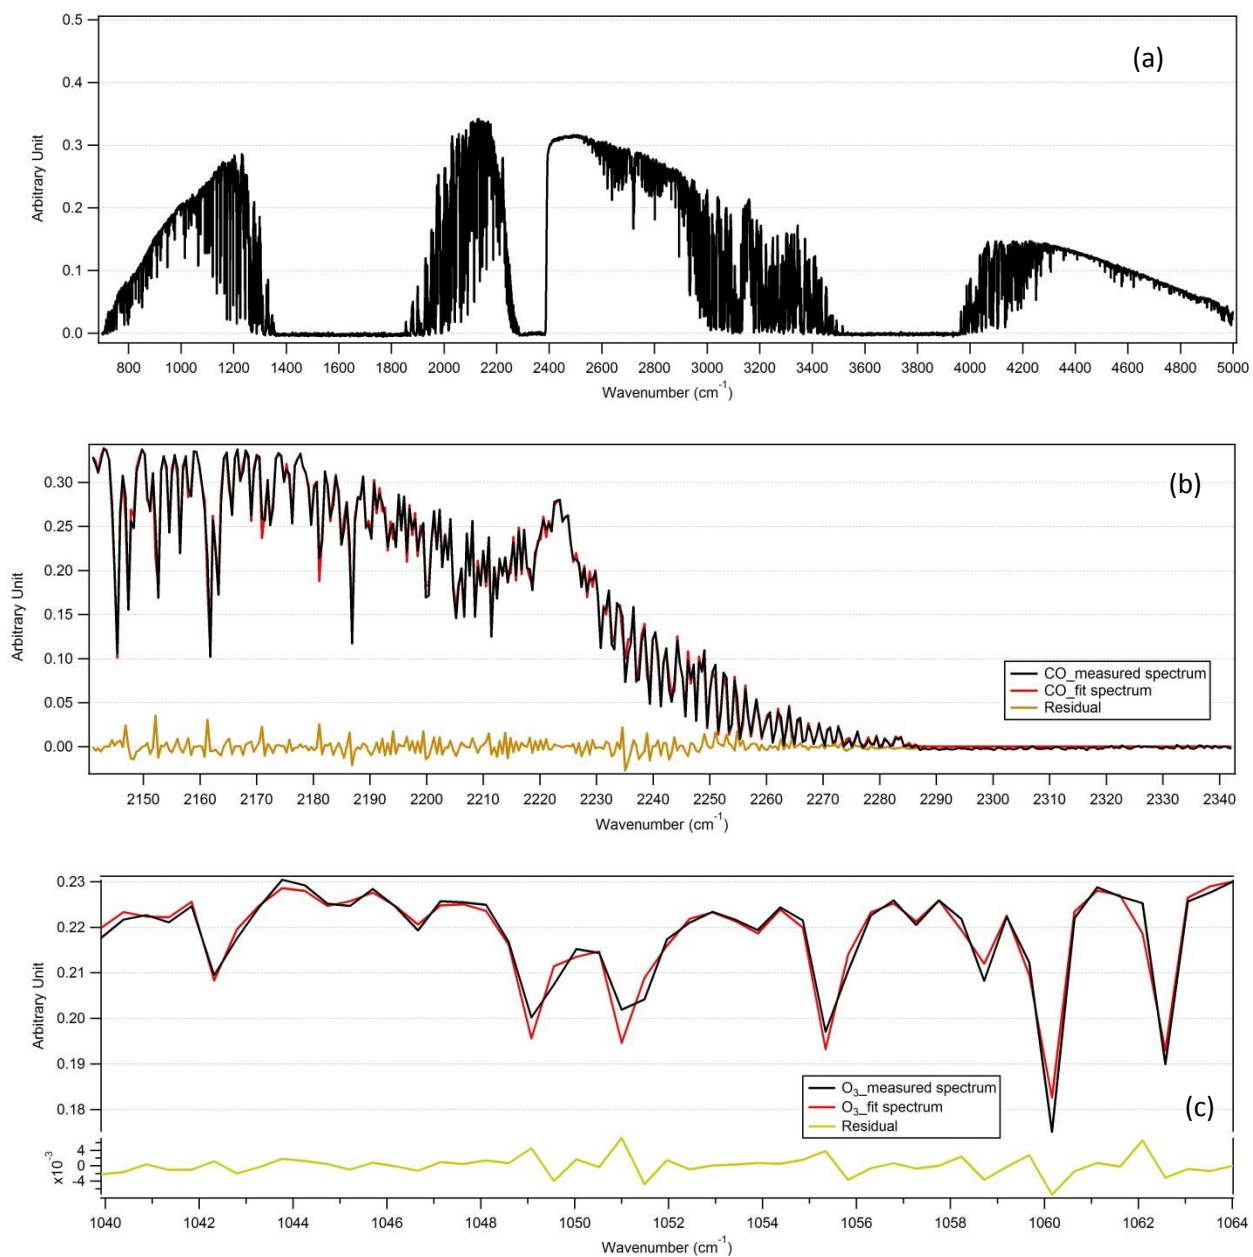 (a)
0.5
0.4
0.3
0.2
0.1
0.0
Arbitrary Unit
800 1000 1200 1400 1600 1800 2000 2200 2400 2600 2800 3000 3200 3400 3600 3800 4000 4200 4400 4600 4800 5000
Wavenumber (cm⁻¹)
(b)
0.30
0.25
0.20
0.15
0.10
0.05
0.00
Arbitrary Unit
CO_measured spectrum
CO_fit spectrum
Residual
2150 2160 2170 2180 2190 2200 2210 2220 2230 2240 2250 2260 2270 2280 2290 2300 2310 2320 2330 2340
Wavenumber (cm⁻¹)
0.23
0.22
0.21
0.20
0.19
0.18
Arbitrary Unit
O₃_measured spectrum
O₃_fit spectrum
Residual
(c)
4
0
-4
x10⁻³
1040 1042 1044 1046 1048 1050 1052 1054 1056 1058 1060 1062 1064
Wavenumber (cm⁻¹)